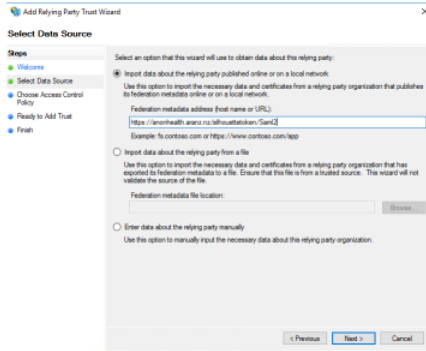 Add Relying Party Trust Wizard
Select Data Source
Steps
Welcome
Select Data Source
Choose Access Control
Policy
Ready to Add Trust
Finish
Select an option that this wizard will use to obtain data about this relying party:
Import data about the relying party published online or on a local network
Use this option to import the necessary data and certificates from a relying party organization that publishes
its federation metadata online or on a local network.
Federation metadata address (host name or URL):
https://anonhealth.aranz.nz/silhouettetoken/Saml2
Example: fs.contoso.com or https://www.contoso.com/app
Import data about the relying party from a file
Use this option to import the necessary data and certificates from a relying party organization that has
exported its federation metadata to a file. Ensure that this file is from a trusted source. This wizard will not
validate the source of the file.
Federation metadata file location:
Browse...
Enter data about the relying party manually
Use this option to manually input the necessary data about this relying party organization.
< Previous
Next >
Cancel